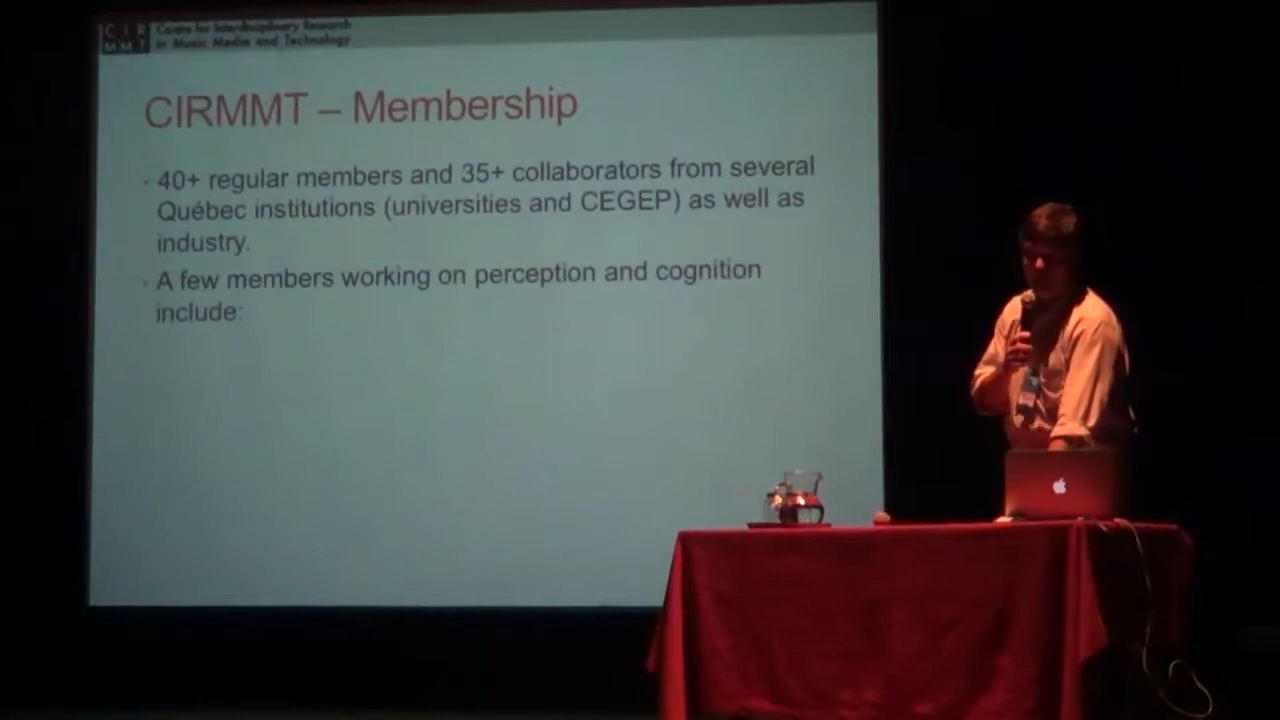 CIR
MMT
Centre for Interdisciplinary Research
in Music Media and Technology
CIRMMT – Membership
· 40+ regular members and 35+ collaborators from several
Québec institutions (universities and CEGEP) as well as
industry.
· A few members working on perception and cognition
include: